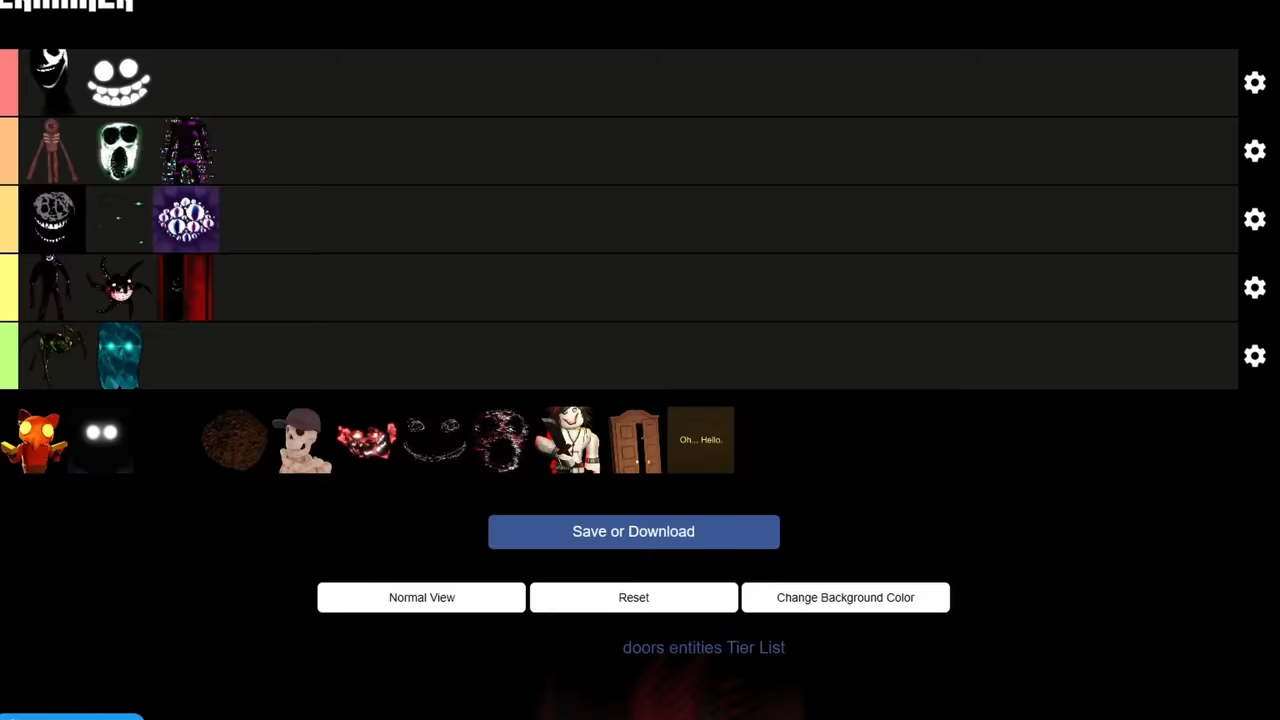 Oh... Hello.
Save or Download
Normal View
Reset
Change Background Color
doors entities Tier List